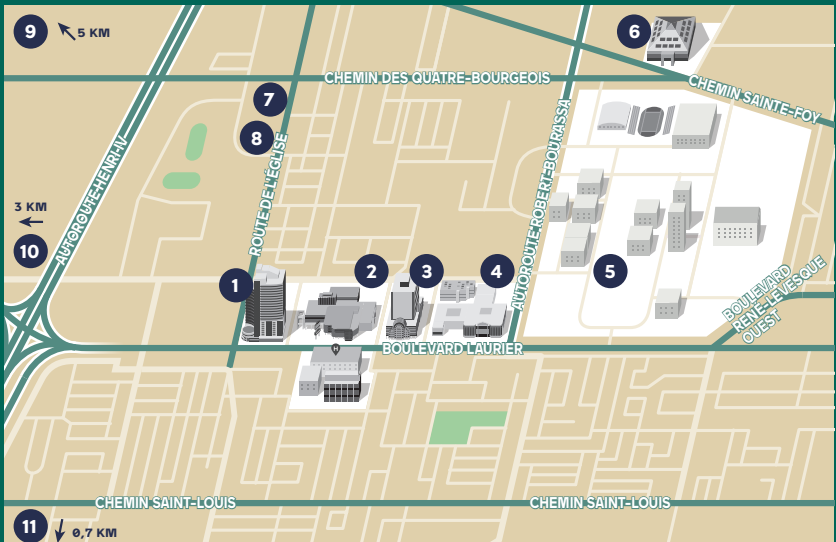 9
5 KM
6
CHEMIN DES QUATRE-BOURGEOIS
CHEMIN SAINTE-FOY
7
8
ROUTE DE L'ÉGLISE
AUTOROUTE-HENRI-IV
AUTOROUTE-ROBERT-BOURASSA
3 KM
10
1
2
3
4
5
BOULEVARD
RENÉ-LÉVESQUE
OUEST
H
BOULEVARD LAURIER
CHEMIN SAINT-LOUIS
CHEMIN SAINT-LOUIS
11
0,7 KM